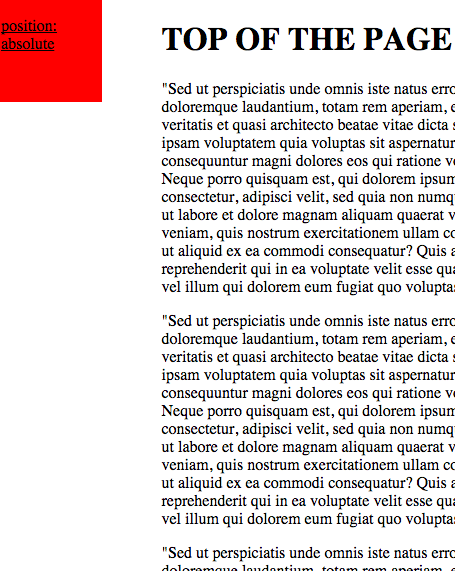 position:
absolute
TOP OF THE PAGE
"Sed ut perspiciatis unde omnis iste natus erro
doloremque laudantium, totam rem aperiam, e
veritatis et quasi architecto beatae vitae dicta s
ipsam voluptatem quia voluptas sit aspernatur
consequuntur magni dolores eos qui ratione vo
Neque porro quisquam est, qui dolorem ipsum
consectetur, adipisci velit, sed quia non numq
ut labore et dolore magnam aliquam quaerat v
veniam, quis nostrum exercitationem ullam co
ut aliquid ex ea commodi consequatur? Quis a
reprehenderit qui in ea voluptate velit esse qua
vel illum qui dolorem eum fugiat quo volupta
"Sed ut perspiciatis unde omnis iste natus erro
doloremque laudantium, totam rem aperiam, e
veritatis et quasi architecto beatae vitae dicta s
ipsam voluptatem quia voluptas sit aspernatur
consequuntur magni dolores eos qui ratione vo
Neque porro quisquam est, qui dolorem ipsum
consectetur, adipisci velit, sed quia non numq
ut labore et dolore magnam aliquam quaerat v
veniam, quis nostrum exercitationem ullam co
ut aliquid ex ea commodi consequatur? Quis a
reprehenderit qui in ea voluptate velit esse qua
vel illum qui dolorem eum fugiat quo volupta
"Sed ut perspiciatis unde omnis iste natus erro
doloremque laudantium, totam rem aperiam, e